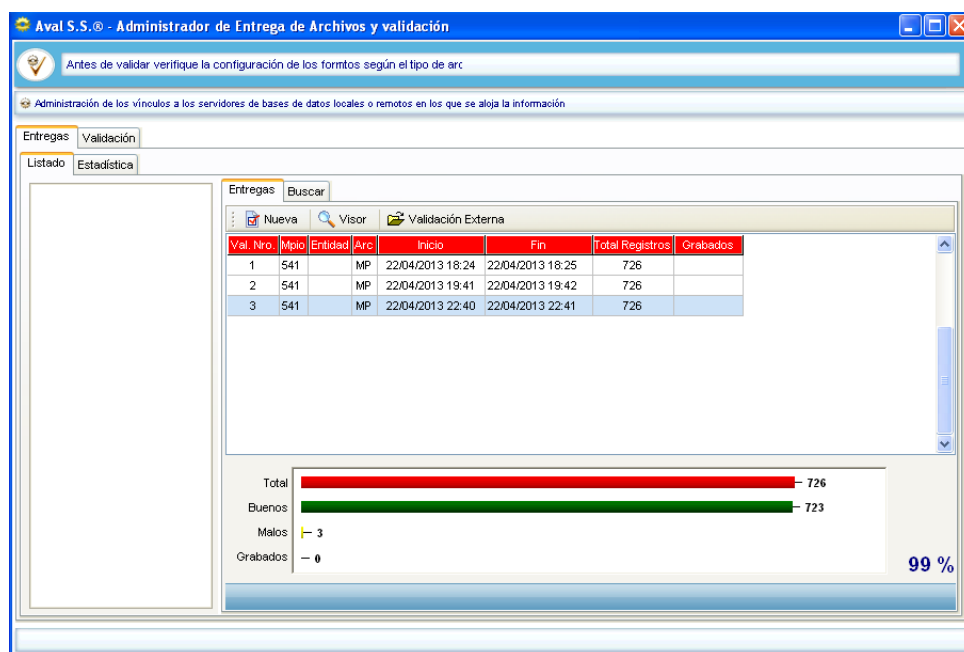 Aval S.S.® - Administrador de Entrega de Archivos y validación
Antes de validar verifique la configuración de los formtos según el tipo de arc
Administración de los vínculos a los servidores de bases de datos locales o remotos en los que se aloja la información
Entregas Validación
Listado Estadística
Entregas Buscar
Nueva Visor Validación Externa
Val. Nro. Mpio Entidad Arc Inicio Fin Total Registros Grabados
1 541 MP 22/04/2013 18:24 22/04/2013 18:25 726
2 541 MP 22/04/2013 19:41 22/04/2013 19:42 726
3 541 MP 22/04/2013 22:40 22/04/2013 22:41 726
Total 726
Buenos 723
Malos 3
Grabados 0
99 %